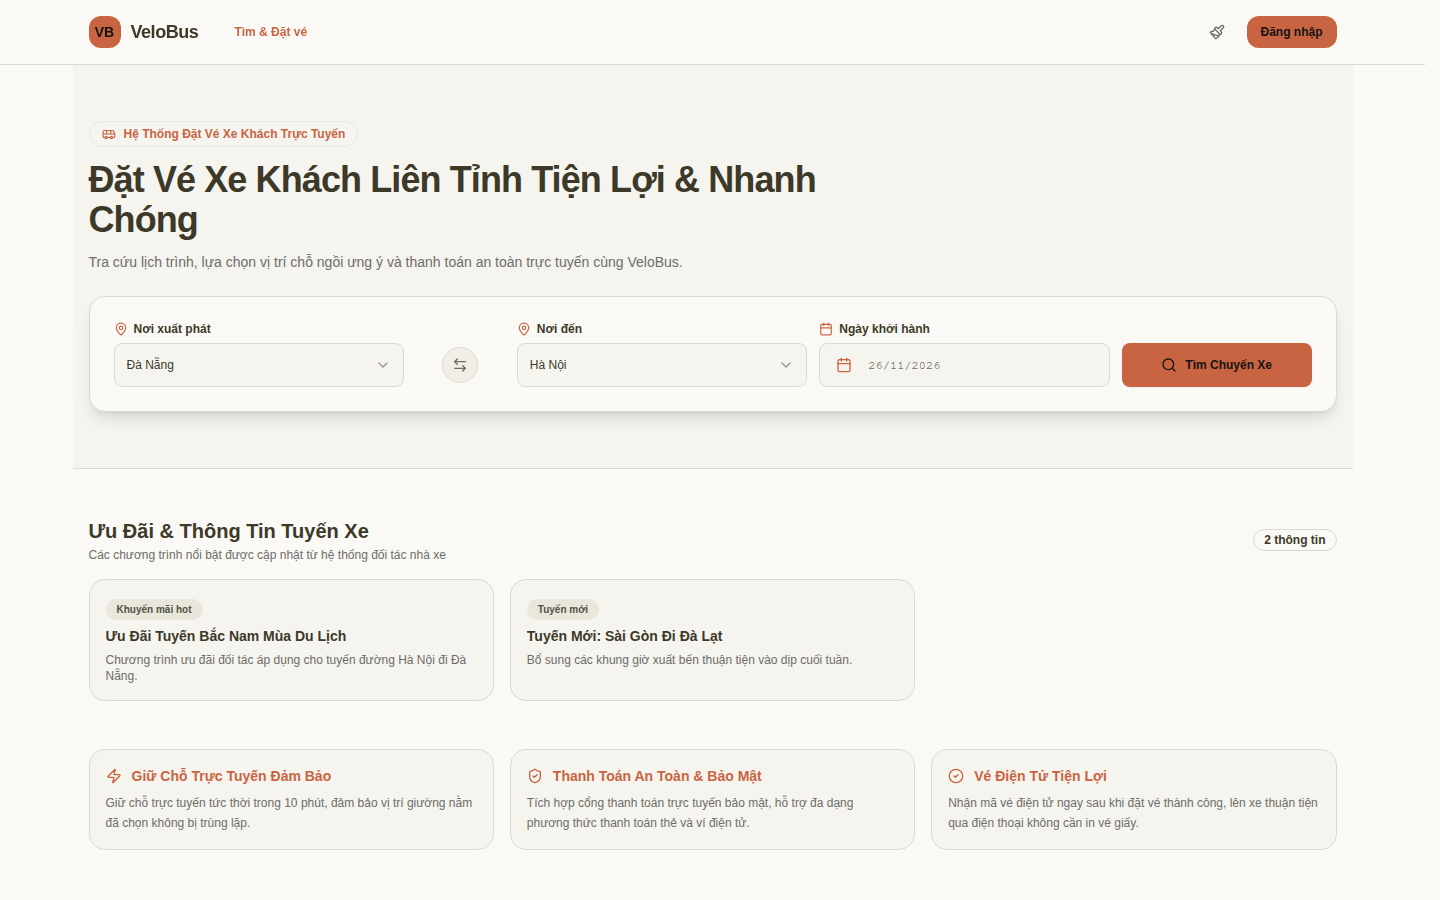 VB VeloBus
Tìm & Đặt vé
Đăng nhập
Hệ Thống Đặt Vé Xe Khách Trực Tuyến
Đặt Vé Xe Khách Liên Tỉnh Tiện Lợi & Nhanh
Chóng
Tra cứu lịch trình, lựa chọn vị trí chỗ ngồi ưng ý và thanh toán an toàn trực tuyến cùng VeloBus.
Nơi xuất phát
Đà Nẵng
Nơi đến
Hà Nội
Ngày khởi hành
26/11/2026
Tìm Chuyến Xe
Ưu Đãi & Thông Tin Tuyến Xe
Các chương trình nổi bật được cập nhật từ hệ thống đối tác nhà xe
2 thông tin
Khuyến mãi hot
Ưu Đãi Tuyến Bắc Nam Mùa Du Lịch
Chương trình ưu đãi đối tác áp dụng cho tuyến đường Hà Nội đi Đà
Nẵng.
Tuyến mới
Tuyến Mới: Sài Gòn Đi Đà Lạt
Bổ sung các khung giờ xuất bến thuận tiện vào dịp cuối tuần.
Giữ Chỗ Trực Tuyến Đảm Bảo
Giữ chỗ trực tuyến tức thời trong 10 phút, đảm bảo vị trí giường nằm
đã chọn không bị trùng lặp.
Thanh Toán An Toàn & Bảo Mật
Tích hợp cổng thanh toán trực tuyến bảo mật, hỗ trợ đa dạng
phương thức thanh toán thẻ và ví điện tử.
Vé Điện Tử Tiện Lợi
Nhận mã vé điện tử ngay sau khi đặt vé thành công, lên xe thuận tiện
qua điện thoại không cần in vé giấy.